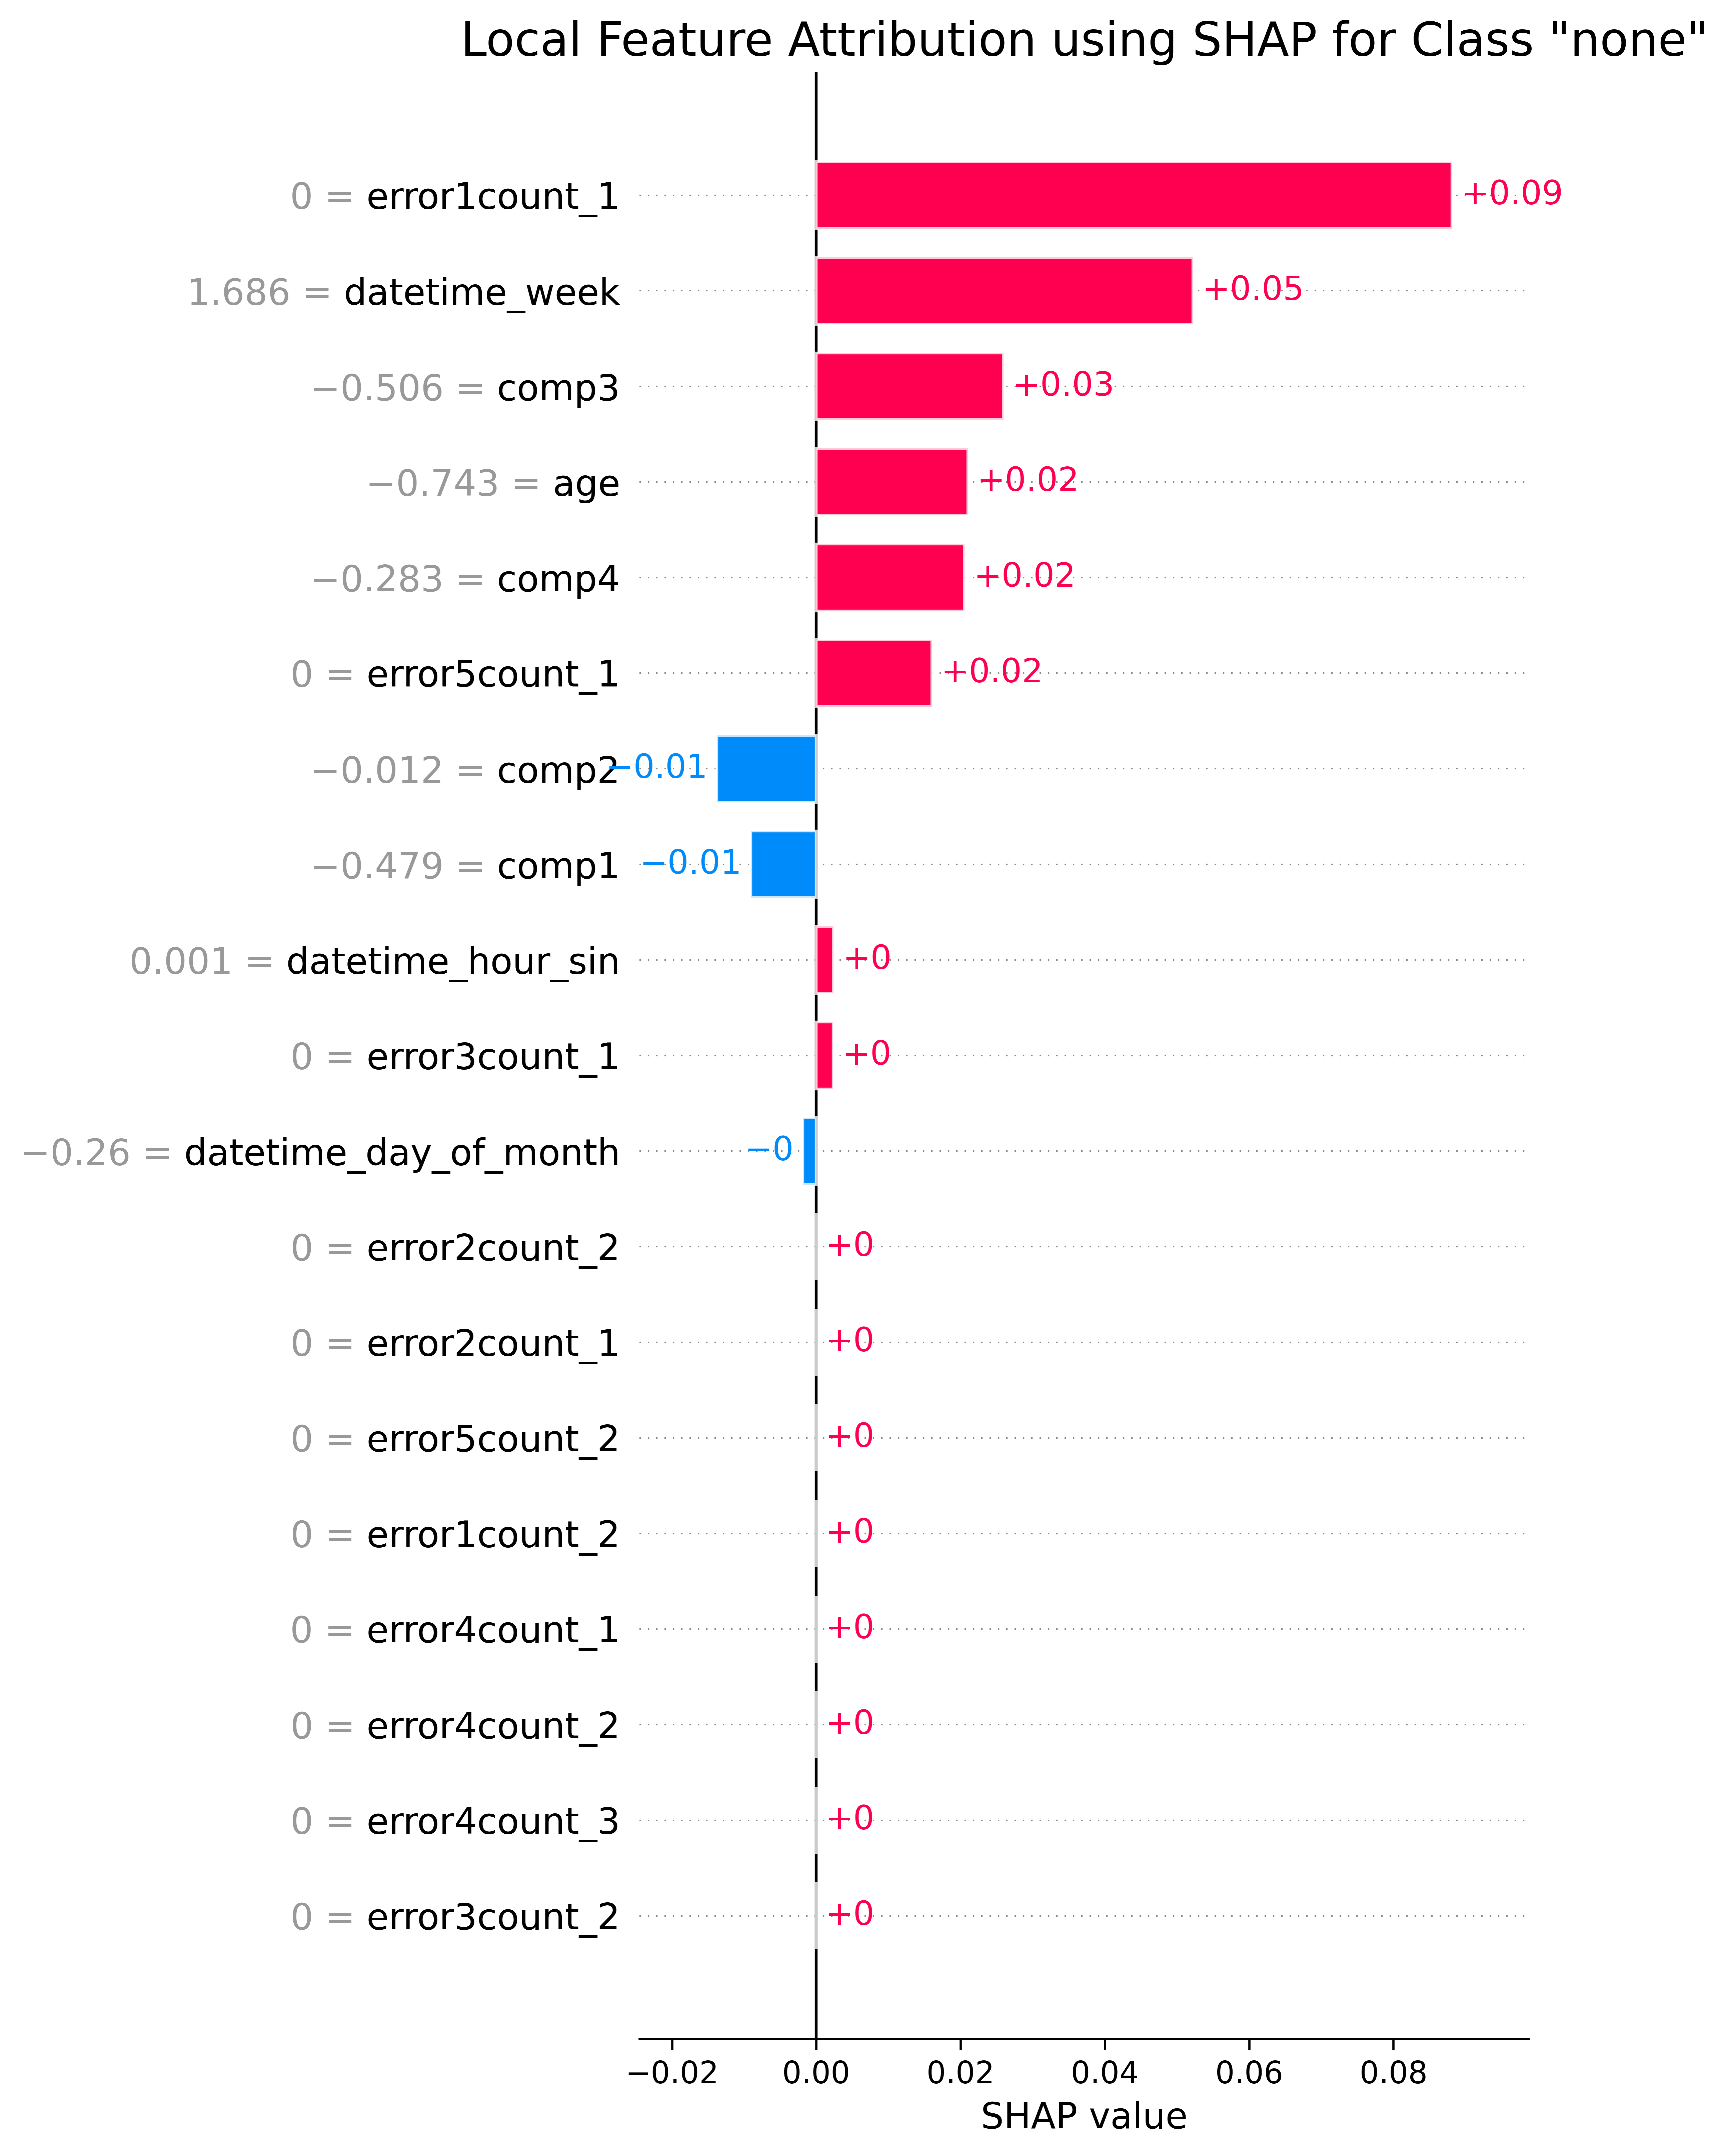 Local Feature Attribution using SHAP for Class "none"
0 = error1count_1 +0.09
1.686 = datetime_week +0.05
−0.506 = comp3 +0.03
−0.743 = age +0.02
−0.283 = comp4 +0.02
0 = error5count_1 +0.02
−0.012 = comp2 −0.01
−0.479 = comp1 −0.01
0.001 = datetime_hour_sin +0
0 = error3count_1 +0
−0.26 = datetime_day_of_month −0
0 = error2count_2 +0
0 = error2count_1 +0
0 = error5count_2 +0
0 = error1count_2 +0
0 = error4count_1 +0
0 = error4count_2 +0
0 = error4count_3 +0
0 = error3count_2 +0
−0.02 0.00 0.02 0.04 0.06 0.08
SHAP value